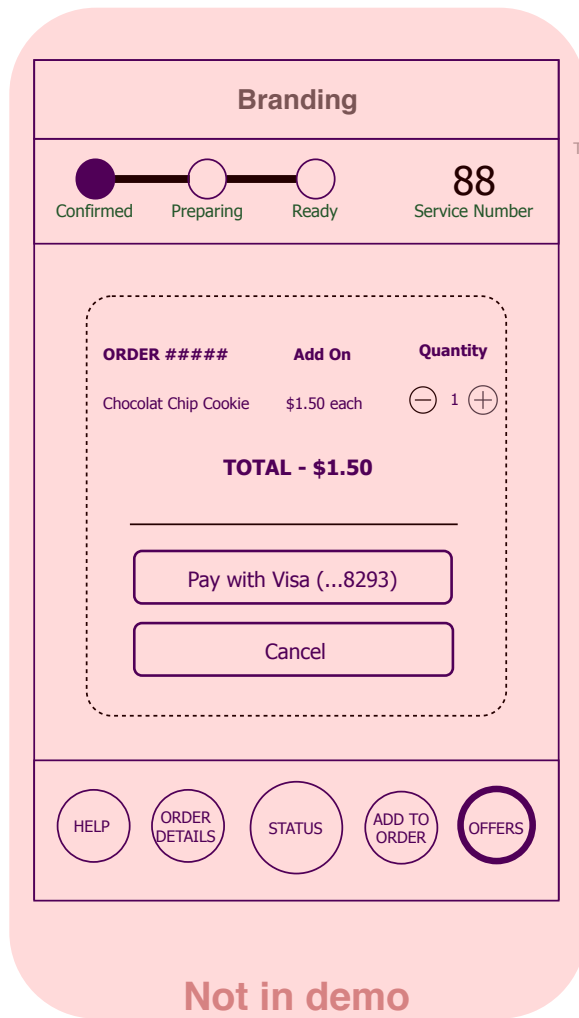 Branding
T
88
Confirmed Preparing Ready Service Number
ORDER ##### Add On Quantity
Chocolat Chip Cookie $1.50 each 1
TOTAL - $1.50
Pay with Visa (...8293)
Cancel
HELP
ORDER
DETAILS
STATUS
ADD TO
ORDER
OFFERS
Not in demo